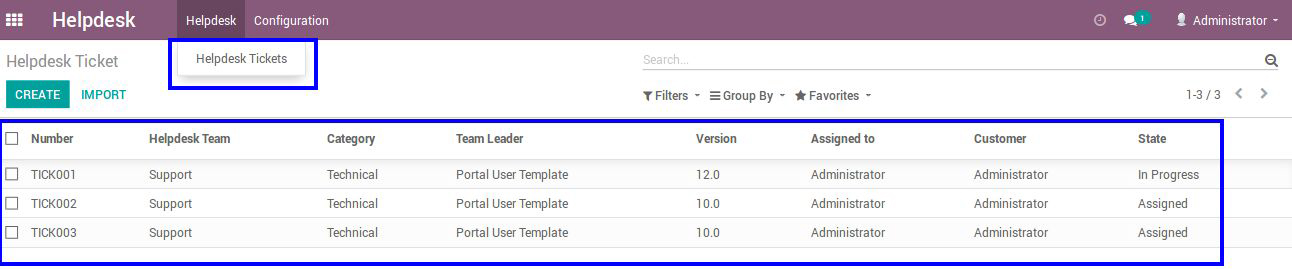 Helpdesk Helpdesk Configuration 1 Administrator
Helpdesk Ticket Helpdesk Tickets Search...
CREATE IMPORT Filters Group By Favorites 1-3 / 3
Number Helpdesk Team Category Team Leader Version Assigned to Customer State
TICK001 Support Technical Portal User Template 12.0 Administrator Administrator In Progress
TICK002 Support Technical Portal User Template 10.0 Administrator Administrator Assigned
TICK003 Support Technical Portal User Template 10.0 Administrator Administrator Assigned